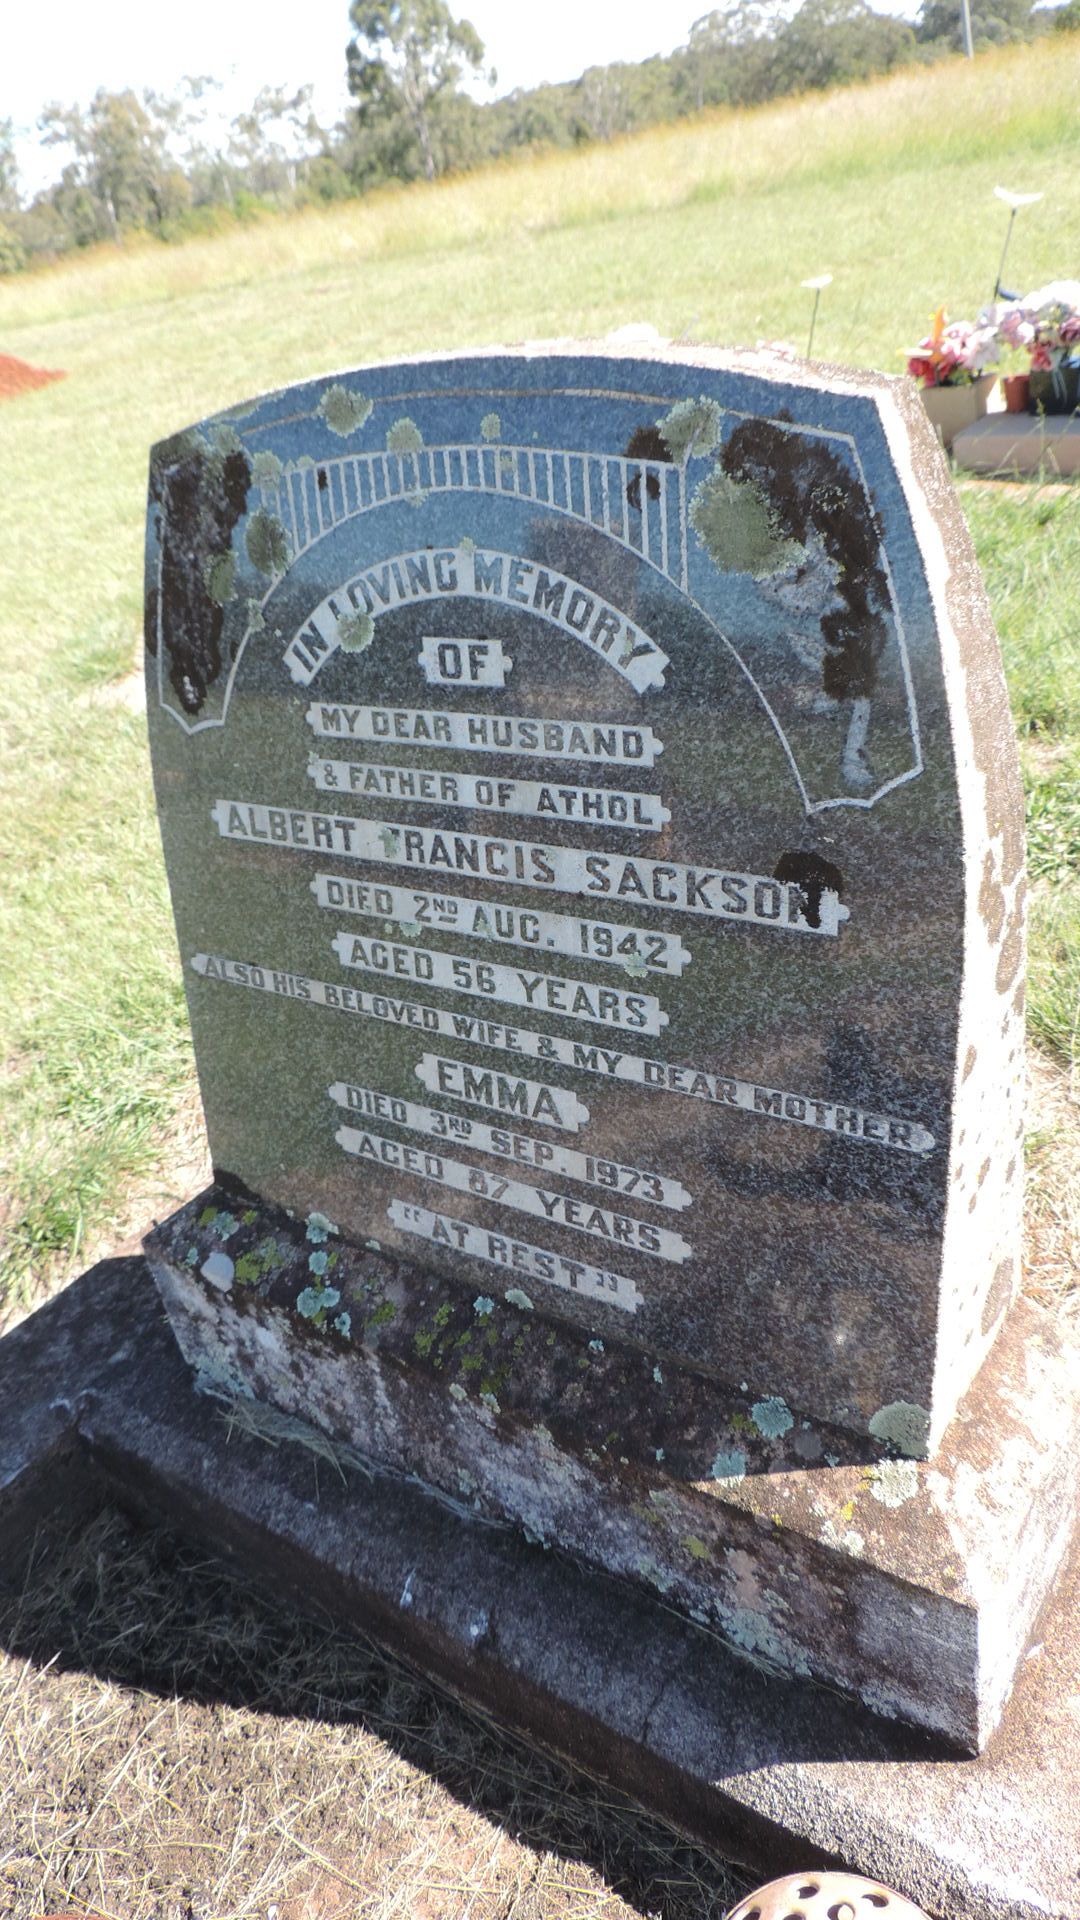 IN LOVING MEMORY
OF
MY DEAR HUSBAND
& FATHER OF ATHOL
ALBERT FRANCIS SACKSON
DIED 2ND AUG. 1942
AGED 56 YEARS
ALSO HIS BELOVED WIFE & MY DEAR MOTHER
EMMA
DIED 3RD SEP. 1973
AGED 87 YEARS
"AT REST"